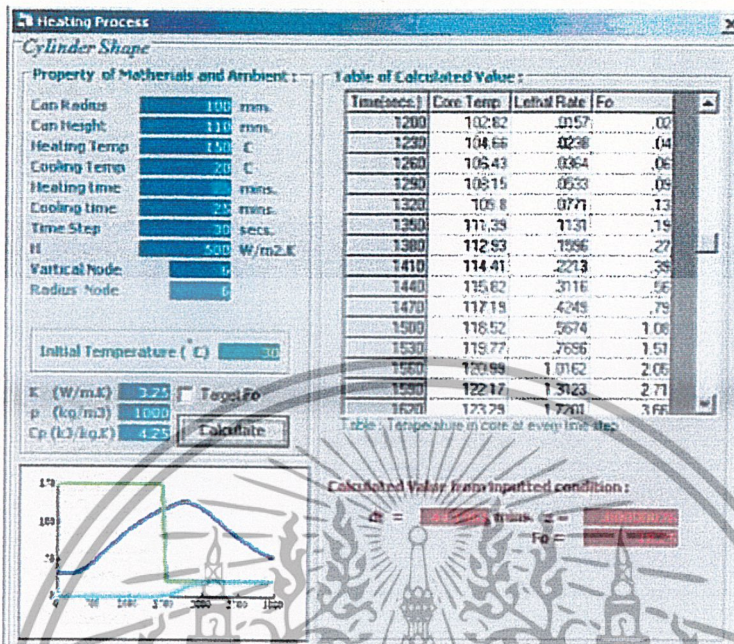 Heating Process
Cylinder Shape
Property of Matherials and Ambient :
Can Radius 100 mm.
Can Height 110 mm.
Heating Temp 150 C
Cooling Temp 20 C
Heating time mins.
Cooling time 25 mins.
Time Step 30 secs.
H 500 W/m2.K
Vartical Node 6
Radius Node 6
Initial Temperature (°C) 30
K (W/m.K) 3.25
Target Fo
p (kg/m3) 1000
Cp (kJ/kg.K) 4.25
Calculate
Table of Calculated Value :
Time(secs.) Core Temp Lethal Rate Fo
1200 102.82 .0157 .02
1230 104.66 .0238 .04
1260 106.43 .0364 .06
1290 108.15 .0533 .09
1320 109.8 .0771 .13
1350 111.39 .1131 .19
1380 112.93 .1596 .27
1410 114.41 .2213 .39
1440 115.82 .3116 .56
1470 117.19 .4249 .79
1500 118.52 .5674 1.08
1530 119.77 .7696 1.51
1560 120.99 1.0162 2.05
1590 122.17 1.3123 2.71
1620 123.29 1.7201 3.66
Table : Temperature in core at every time step
Calculated Value from inputted condition :
dr = mm. z =
Fo =